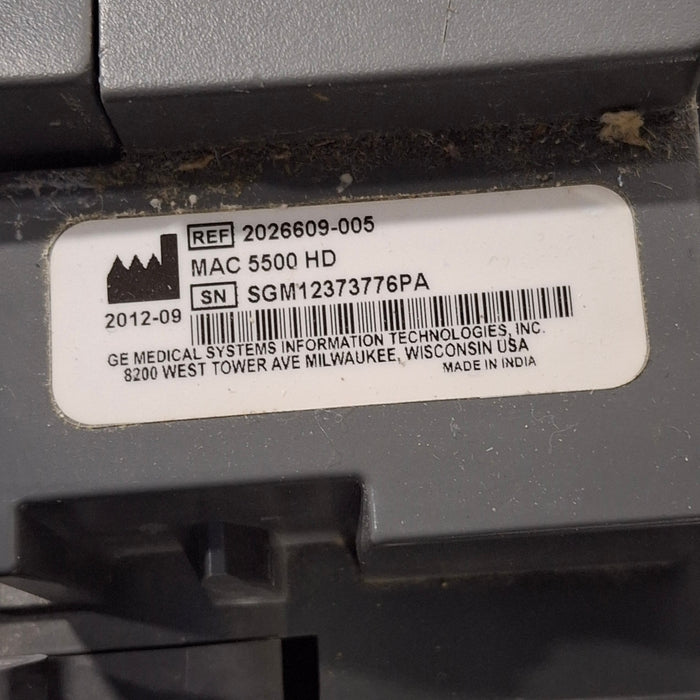 REF 2026609-005
MAC 5500 HD
SN SGM12373776PA
2012-09
GE MEDICAL SYSTEMS INFORMATION TECHNOLOGIES, INC.
8200 WEST TOWER AVE MILWAUKEE, WISCONSIN USA
MADE IN INDIA